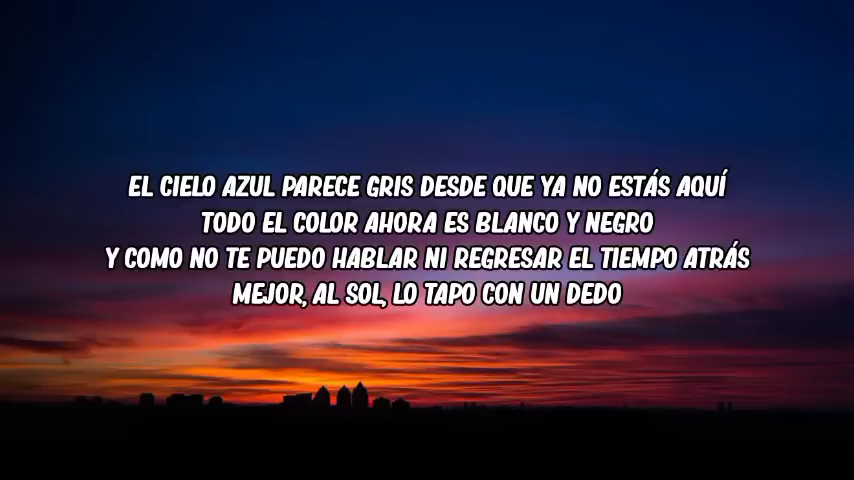 EL CIELO AZUL PARECE GRIS DESDE QUE YA NO ESTÁS AQUÍ
TODO EL COLOR AHORA ES BLANCO Y NEGRO
Y COMO NO TE PUEDO HABLAR NI REGRESAR EL TIEMPO ATRÁS
MEJOR, AL SOL, LO TAPO CON UN DEDO